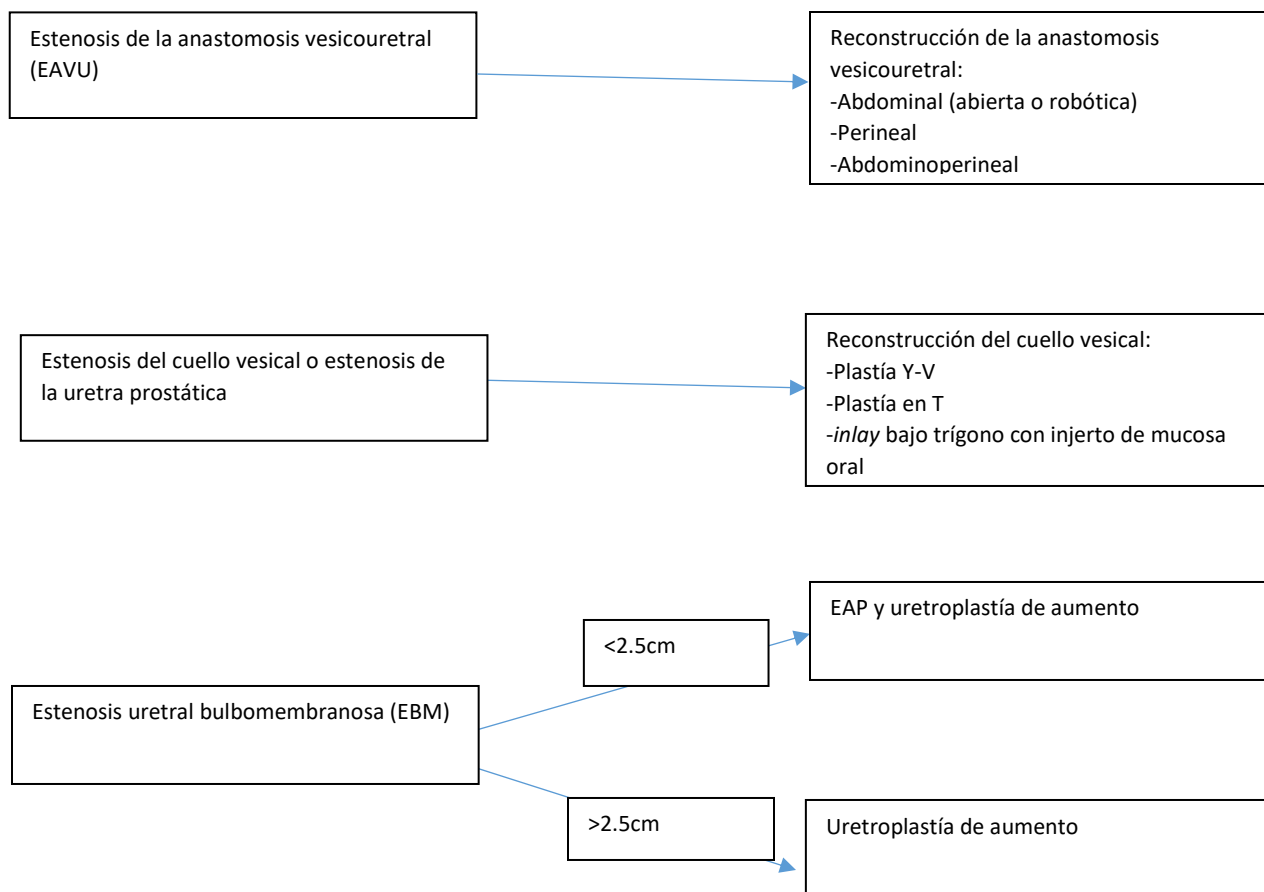 Estenosis de la anastomosis vesicouretral
(EAVU)
Reconstrucción de la anastomosis
vesicouretral:
-Abdominal (abierta o robótica)
-Perineal
-Abdominoperineal
Estenosis del cuello vesical o estenosis de
la uretra prostática
Reconstrucción del cuello vesical:
-Plastía Y-V
-Plastía en T
-inlay bajo trígono con injerto de mucosa
oral
Estenosis uretral bulbomembranosa (EBM)
<2.5cm
EAP y uretroplastía de aumento
>2.5cm
Uretroplastía de aumento